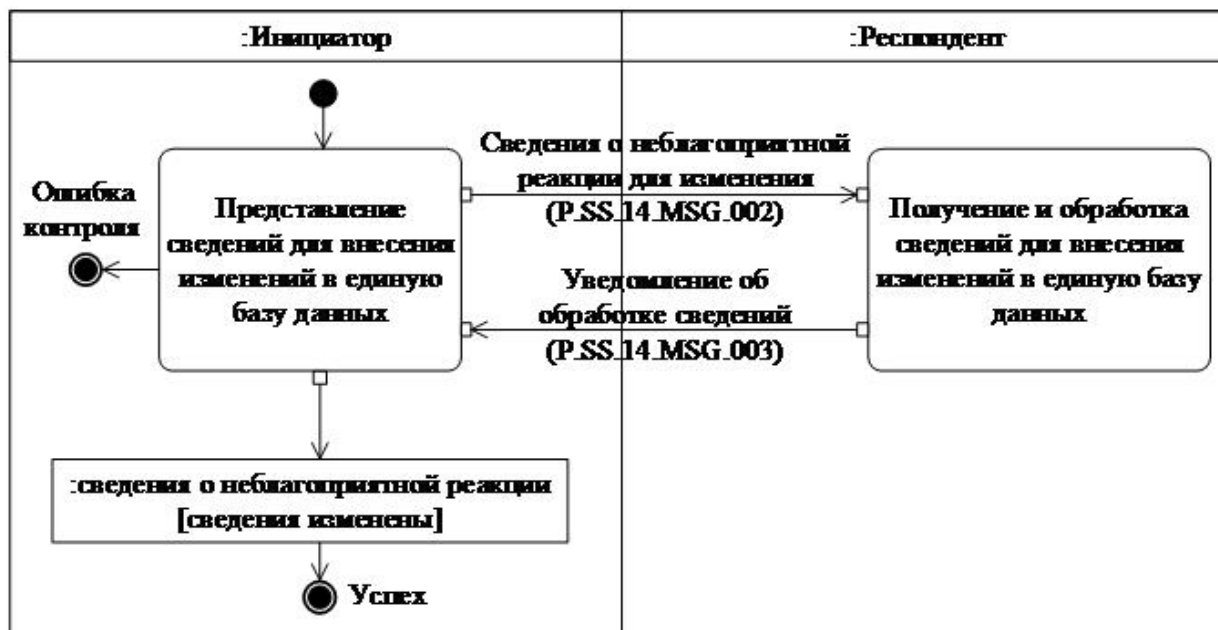 :Инициатор
:Респондент
Сведения о неблагоприятной
реакции для изменения
(P.SS.14.MSG.002)
Ошибка
контроля
Представление
сведений для внесения
изменений в единую
базу данных
Получение и обработка
сведений для внесения
изменений в единую базу
данных
Уведомление об
обработке сведений
(P.SS.14.MSG.003)
:сведения о неблагоприятной реакции
[сведения изменены]
Успех